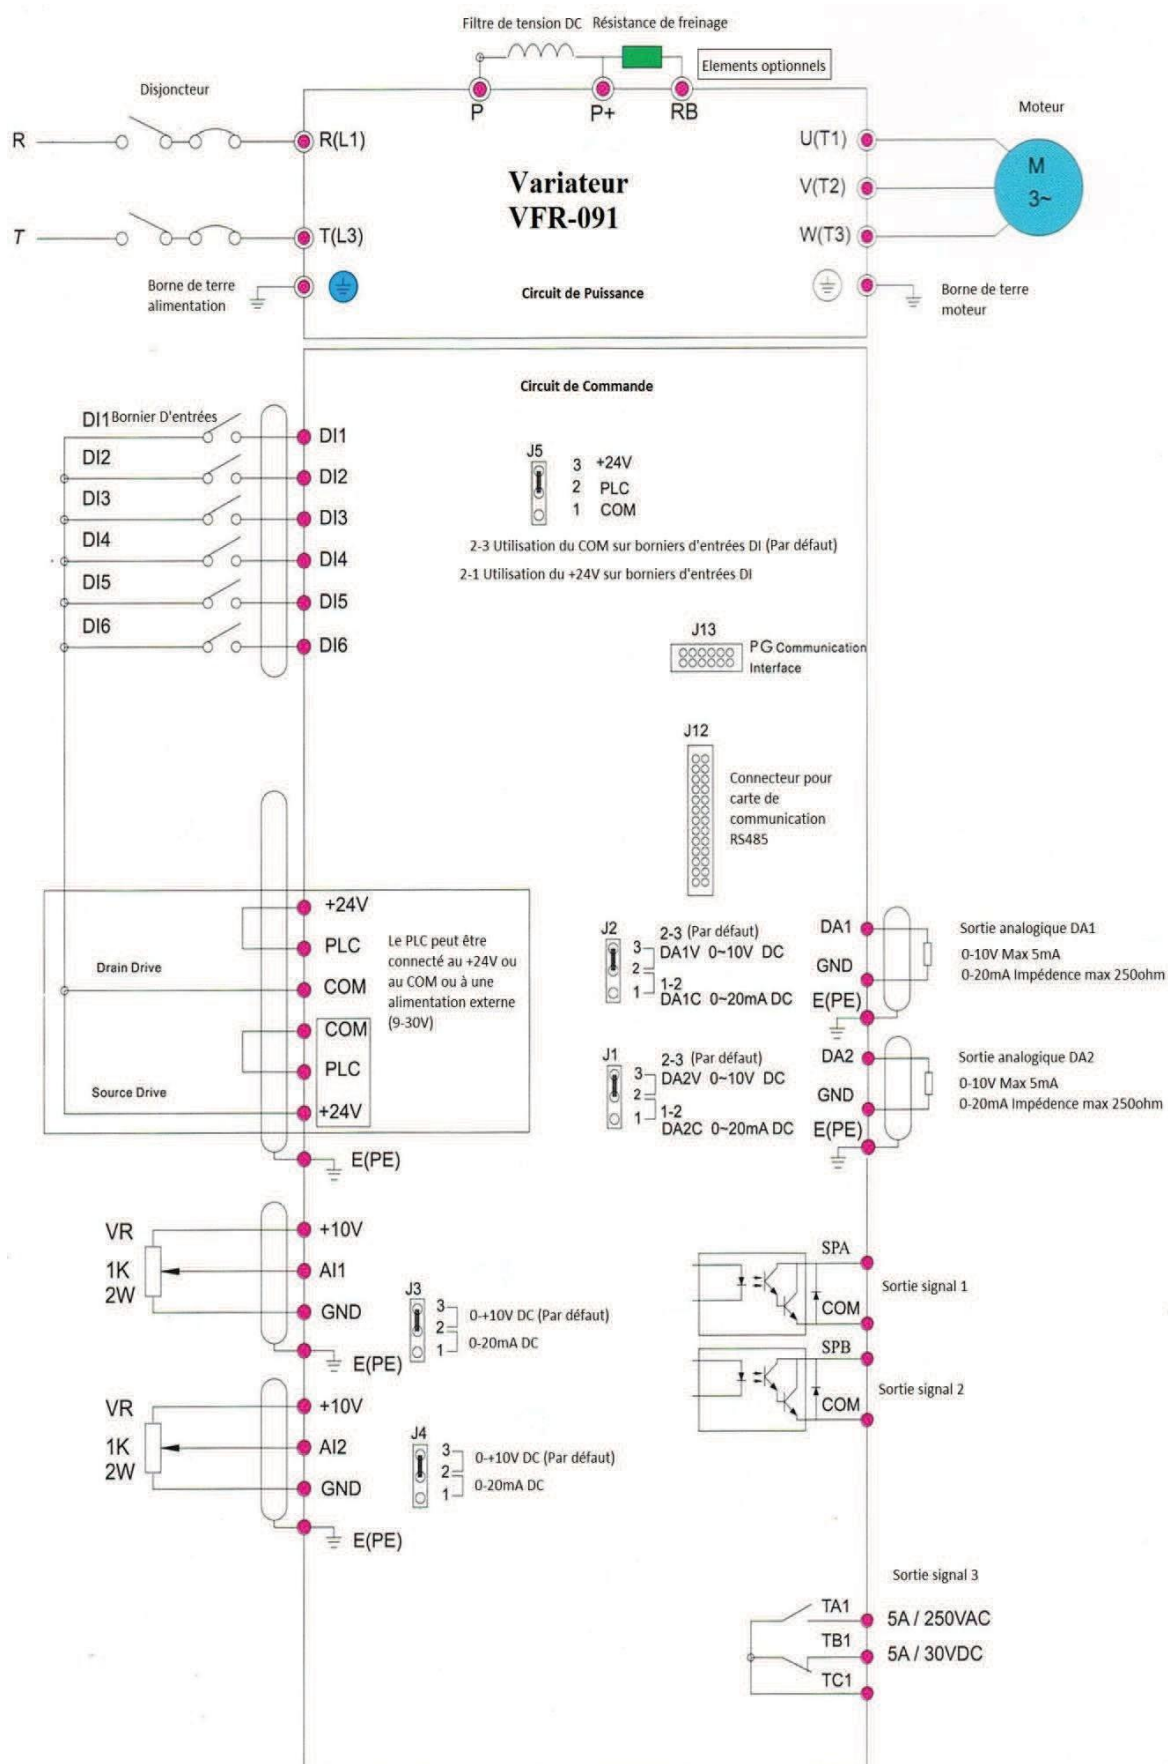 Filtre de tension DC Résistance de freinage
Elements optionnels
Disjoncteur
Moteur
P P+ RB
R R(L1)
U(T1)
M
3~
Variateur
VFR-091
V(T2)
T T(L3)
W(T3)
Borne de terre
alimentation
Circuit de Puissance
Borne de terre
moteur
Circuit de Commande
DI1 Bornier D'entrées
DI1
DI2
DI2
DI3
DI3
DI4
DI4
DI5
DI5
DI6
DI6
J5
3 +24V
2 PLC
1 COM
2-3 Utilisation du COM sur borniers d'entrées DI (Par défaut)
2-1 Utilisation du +24V sur borniers d'entrées DI
J13
PG Communication
Interface
J12
Connecteur pour
carte de
communication
RS485
+24V
PLC
COM
Drain Drive
COM
PLC
+24V
Source Drive
E(PE)
Le PLC peut être
connecté au +24V ou
au COM ou à une
alimentation externe
(9-30V)
J2
2-3 (Par défaut)
3 DA1V 0~10V DC
2
1 1-2
DA1C 0~20mA DC
DA1
GND
E(PE)
Sortie analogique DA1
0-10V Max 5mA
0-20mA Impédence max 250ohm
J1
2-3 (Par défaut)
3 DA2V 0~10V DC
2
1 1-2
DA2C 0~20mA DC
DA2
GND
E(PE)
Sortie analogique DA2
0-10V Max 5mA
0-20mA Impédence max 250ohm
VR
1K
2W
+10V
AI1
GND
E(PE)
J3
3
2
1
0-+10V DC (Par défaut)
0-20mA DC
SPA
COM
Sortie signal 1
SPB
COM
Sortie signal 2
VR
1K
2W
+10V
AI2
GND
E(PE)
J4
3
2
1
0-+10V DC (Par défaut)
0-20mA DC
Sortie signal 3
TA1 5A / 250VAC
TB1 5A / 30VDC
TC1